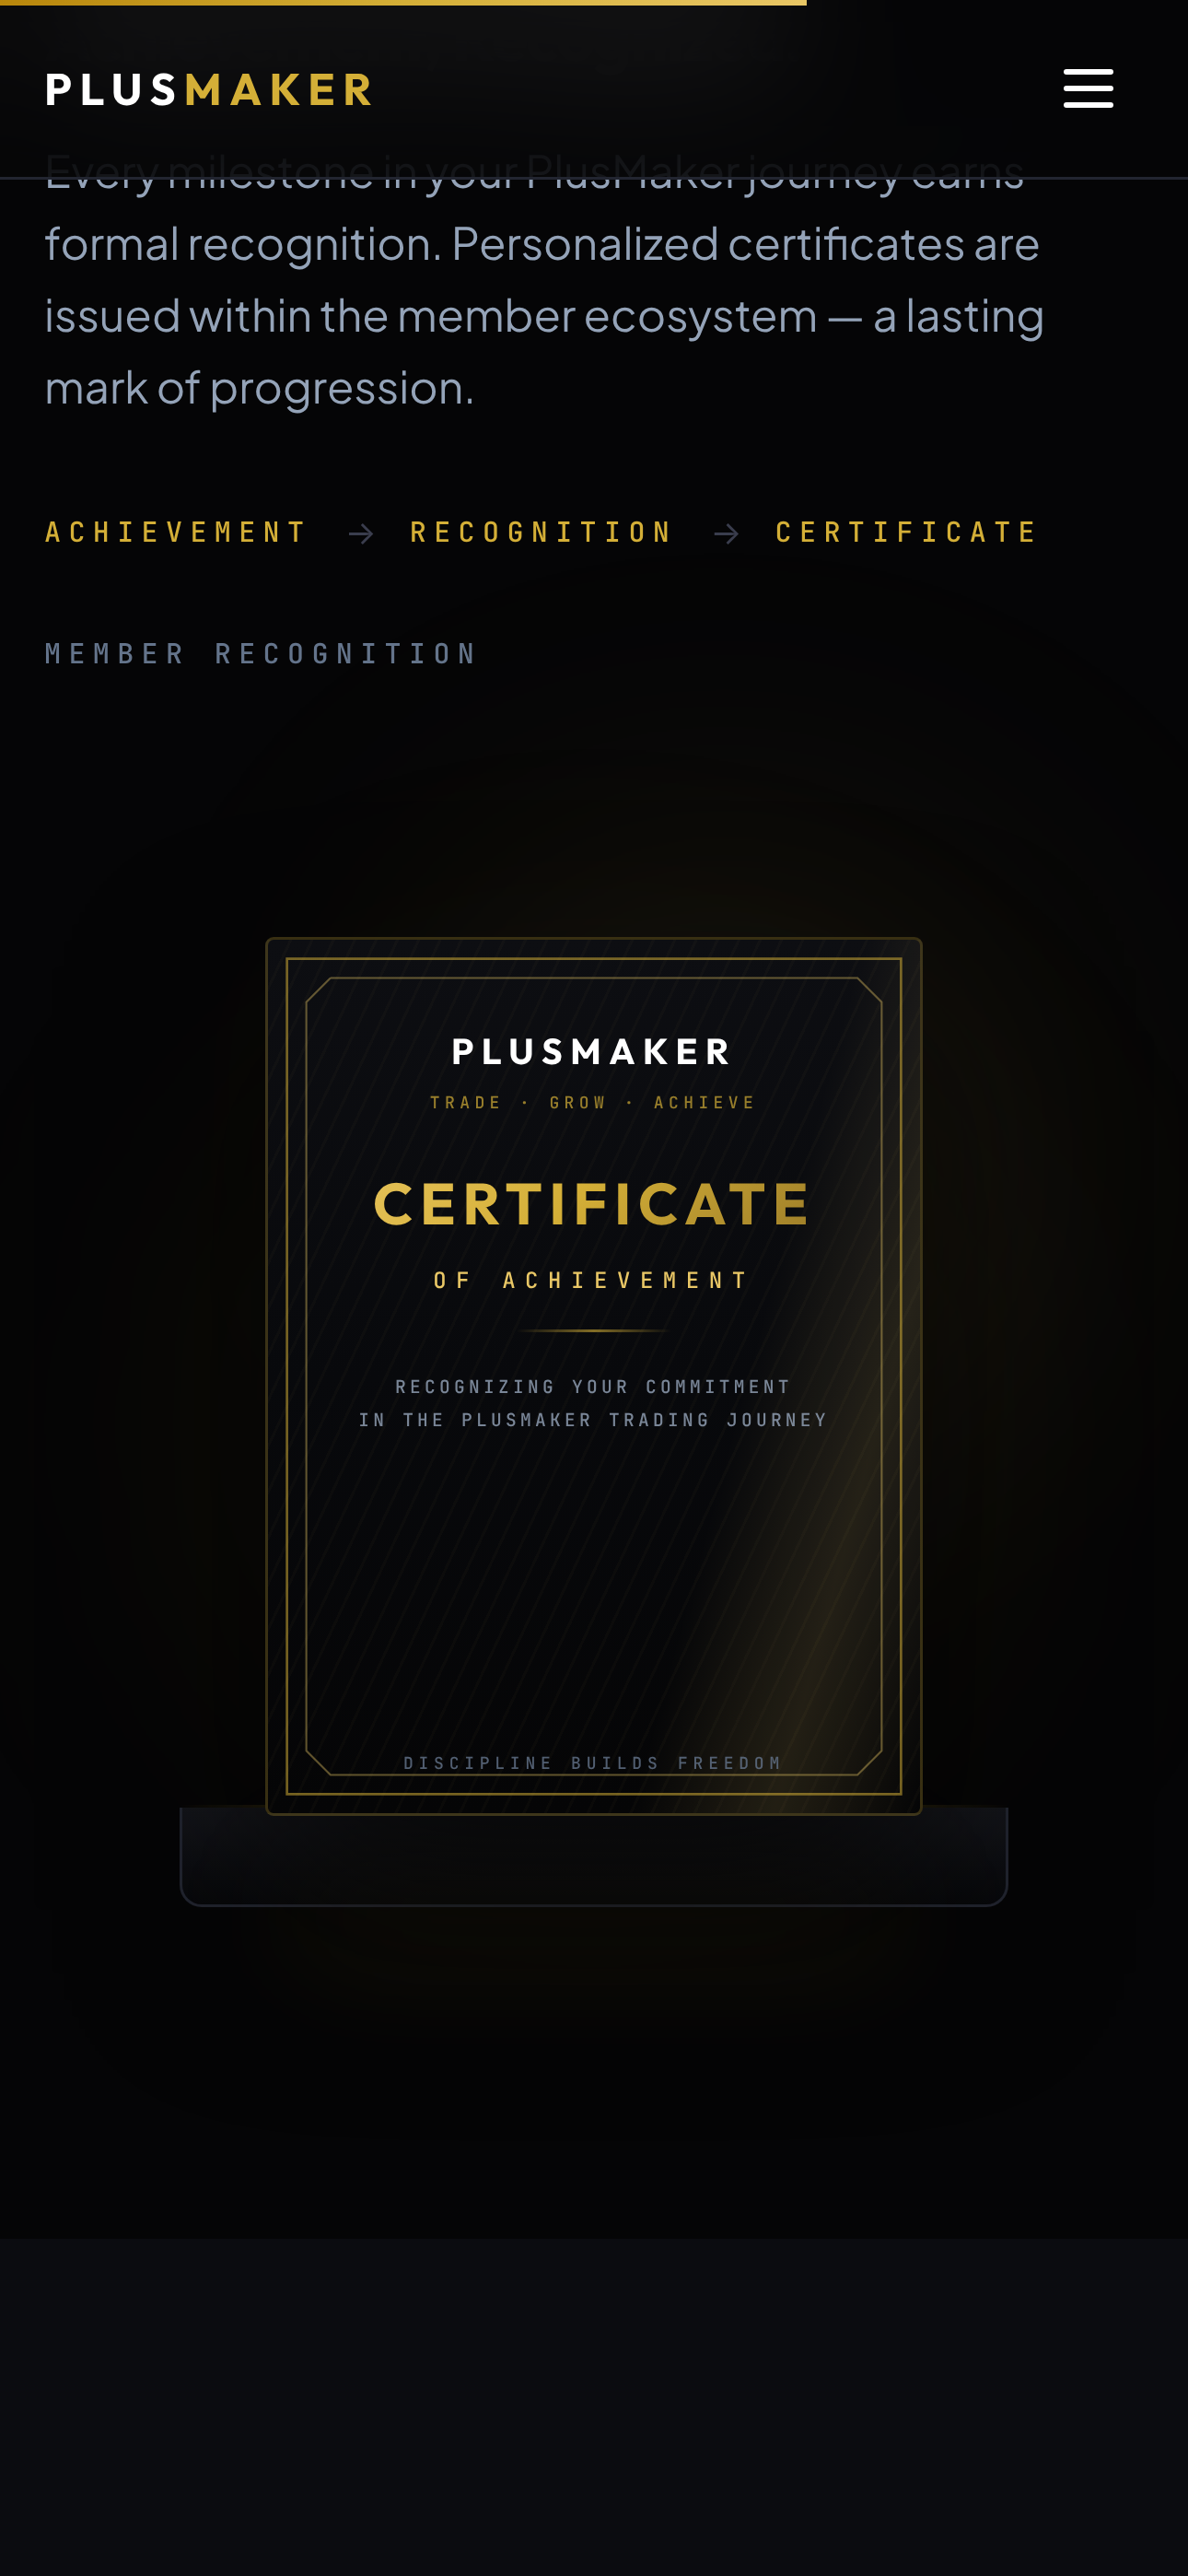 PLUSMAKER
Every milestone in your PlusMaker journey earns
formal recognition. Personalized certificates are
issued within the member ecosystem — a lasting
mark of progression.
ACHIEVEMENT → RECOGNITION → CERTIFICATE
MEMBER RECOGNITION
PLUSMAKER
TRADE · GROW · ACHIEVE
CERTIFICATE
OF ACHIEVEMENT
RECOGNIZING YOUR COMMITMENT
IN THE PLUSMAKER TRADING JOURNEY
DISCIPLINE BUILDS FREEDOM